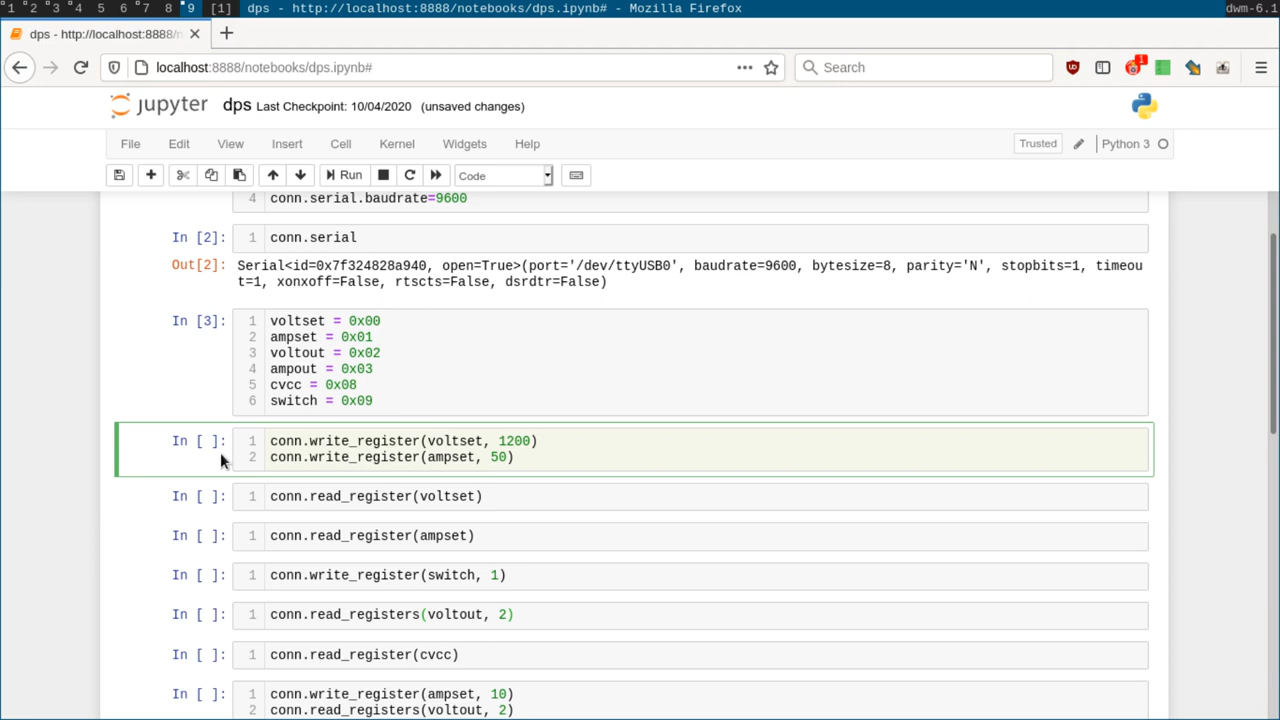 1 2 3 4 5 6 7 8 9 [1] dps - http://localhost:8888/notebooks/dps.ipynb# - Mozilla Firefox dwm-6.1
dps - http://localhost:8888/n
localhost:8888/notebooks/dps.ipynb# Search 1
jupyter dps Last Checkpoint: 10/04/2020 (unsaved changes)
File Edit View Insert Cell Kernel Widgets Help Trusted Python 3
Run Code
4 conn.serial.baudrate=9600
In [2]: 1 conn.serial
Out[2]: Serial<id=0x7f324828a940, open=True>(port='/dev/ttyUSB0', baudrate=9600, bytesize=8, parity='N', stopbits=1, timeou
t=1, xonxoff=False, rtscts=False, dsrdtr=False)
In [3]: 1 voltset = 0x00
2 ampset = 0x01
3 voltout = 0x02
4 ampout = 0x03
5 cvcc = 0x08
6 switch = 0x09
In [ ]: 1 conn.write_register(voltset, 1200)
2 conn.write_register(ampset, 50)
In [ ]: 1 conn.read_register(voltset)
In [ ]: 1 conn.read_register(ampset)
In [ ]: 1 conn.write_register(switch, 1)
In [ ]: 1 conn.read_registers(voltout, 2)
In [ ]: 1 conn.read_register(cvcc)
In [ ]: 1 conn.write_register(ampset, 10)
2 conn.read_registers(voltout, 2)